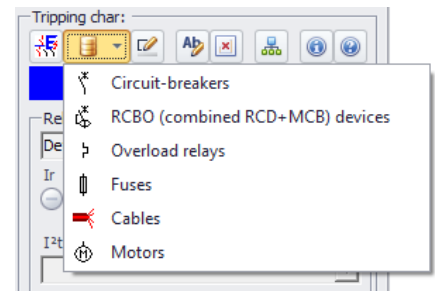 Tripping char:
Circuit-breakers
Re
RCBO (combined RCD+MCB) devices
De
Overload relays
Ir
Fuses
Cables
I²t
Motors